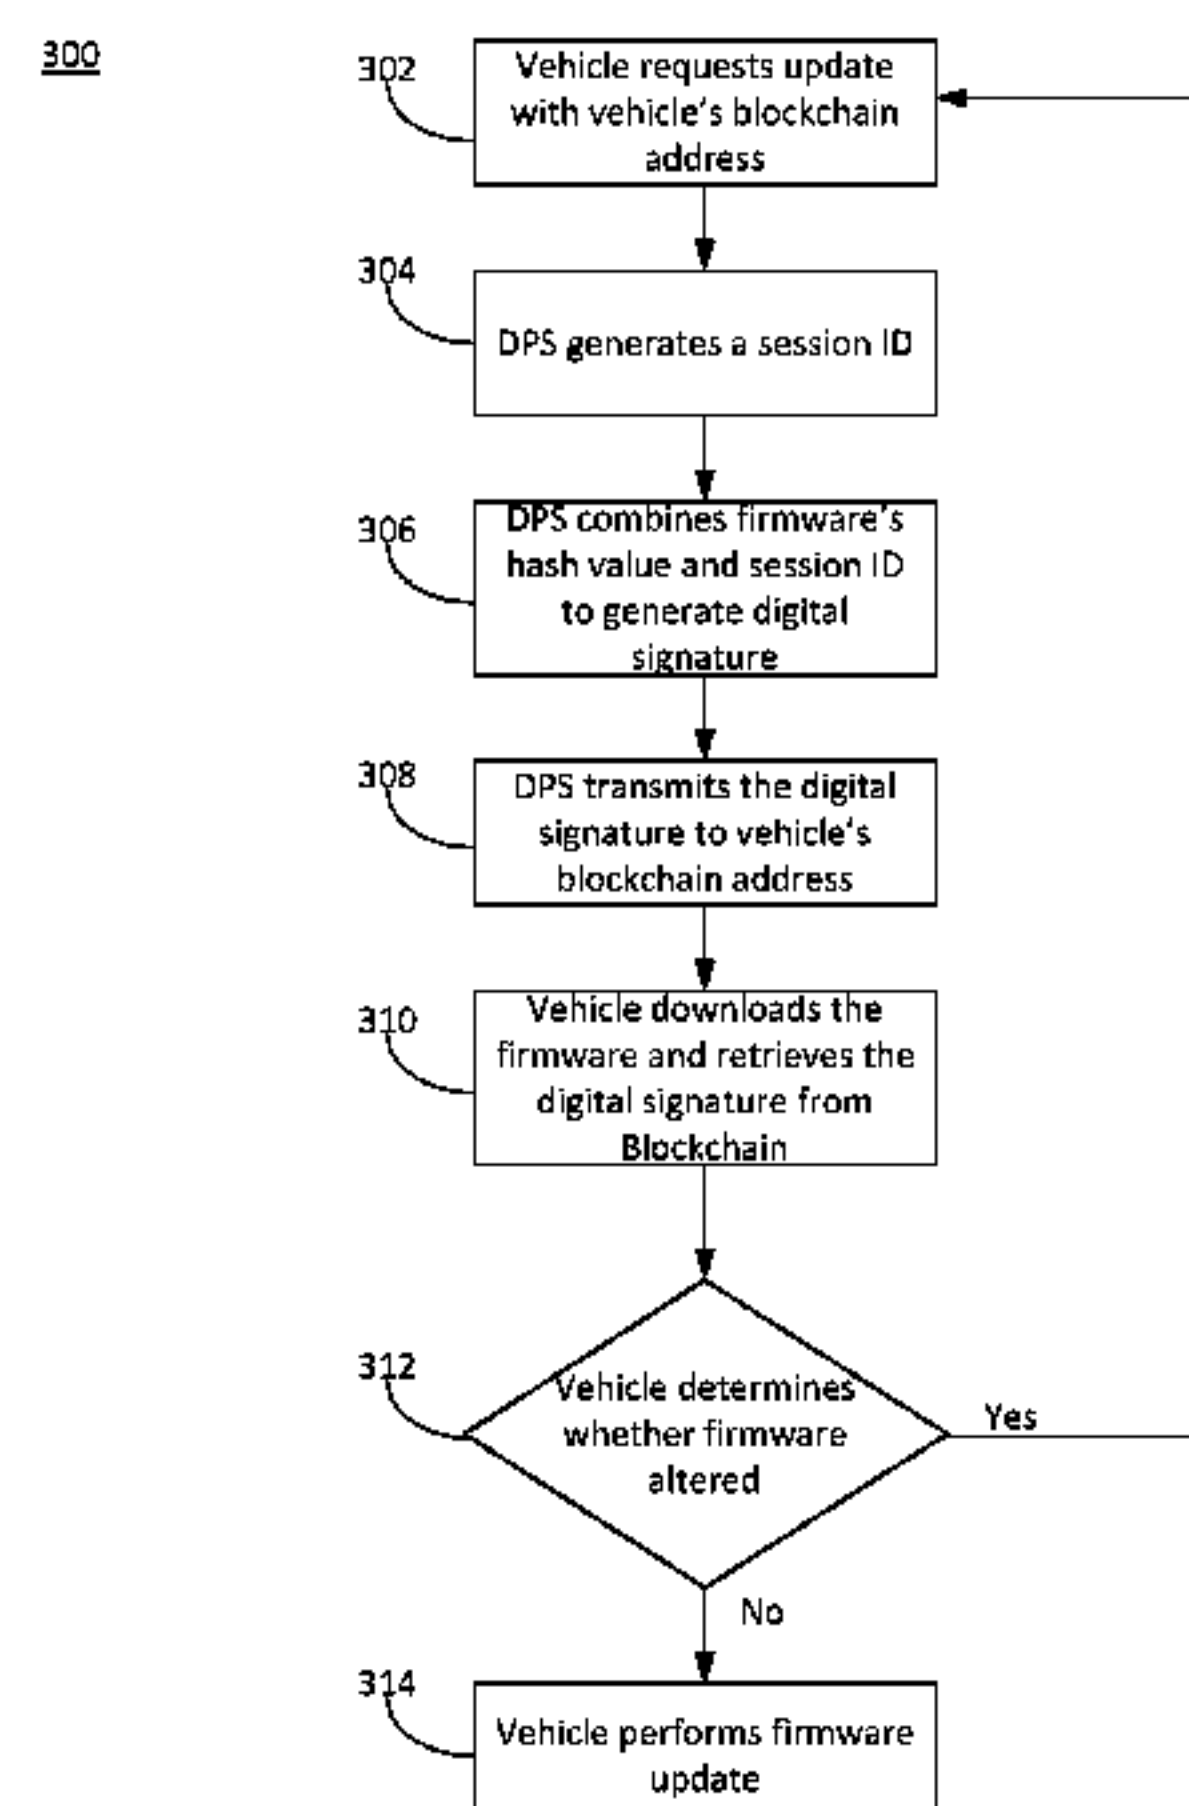 300
302
Vehicle requests update
with vehicle's blockchain
address
304
DPS generates a session ID
306
DPS combines firmware's
hash value and session ID
to generate digital
signature
308
DPS transmits the digital
signature to vehicle's
blockchain address
310
Vehicle downloads the
firmware and retrieves the
digital signature from
Blockchain
312
Vehicle determines
whether firmware
altered
Yes
No
314
Vehicle performs firmware
update